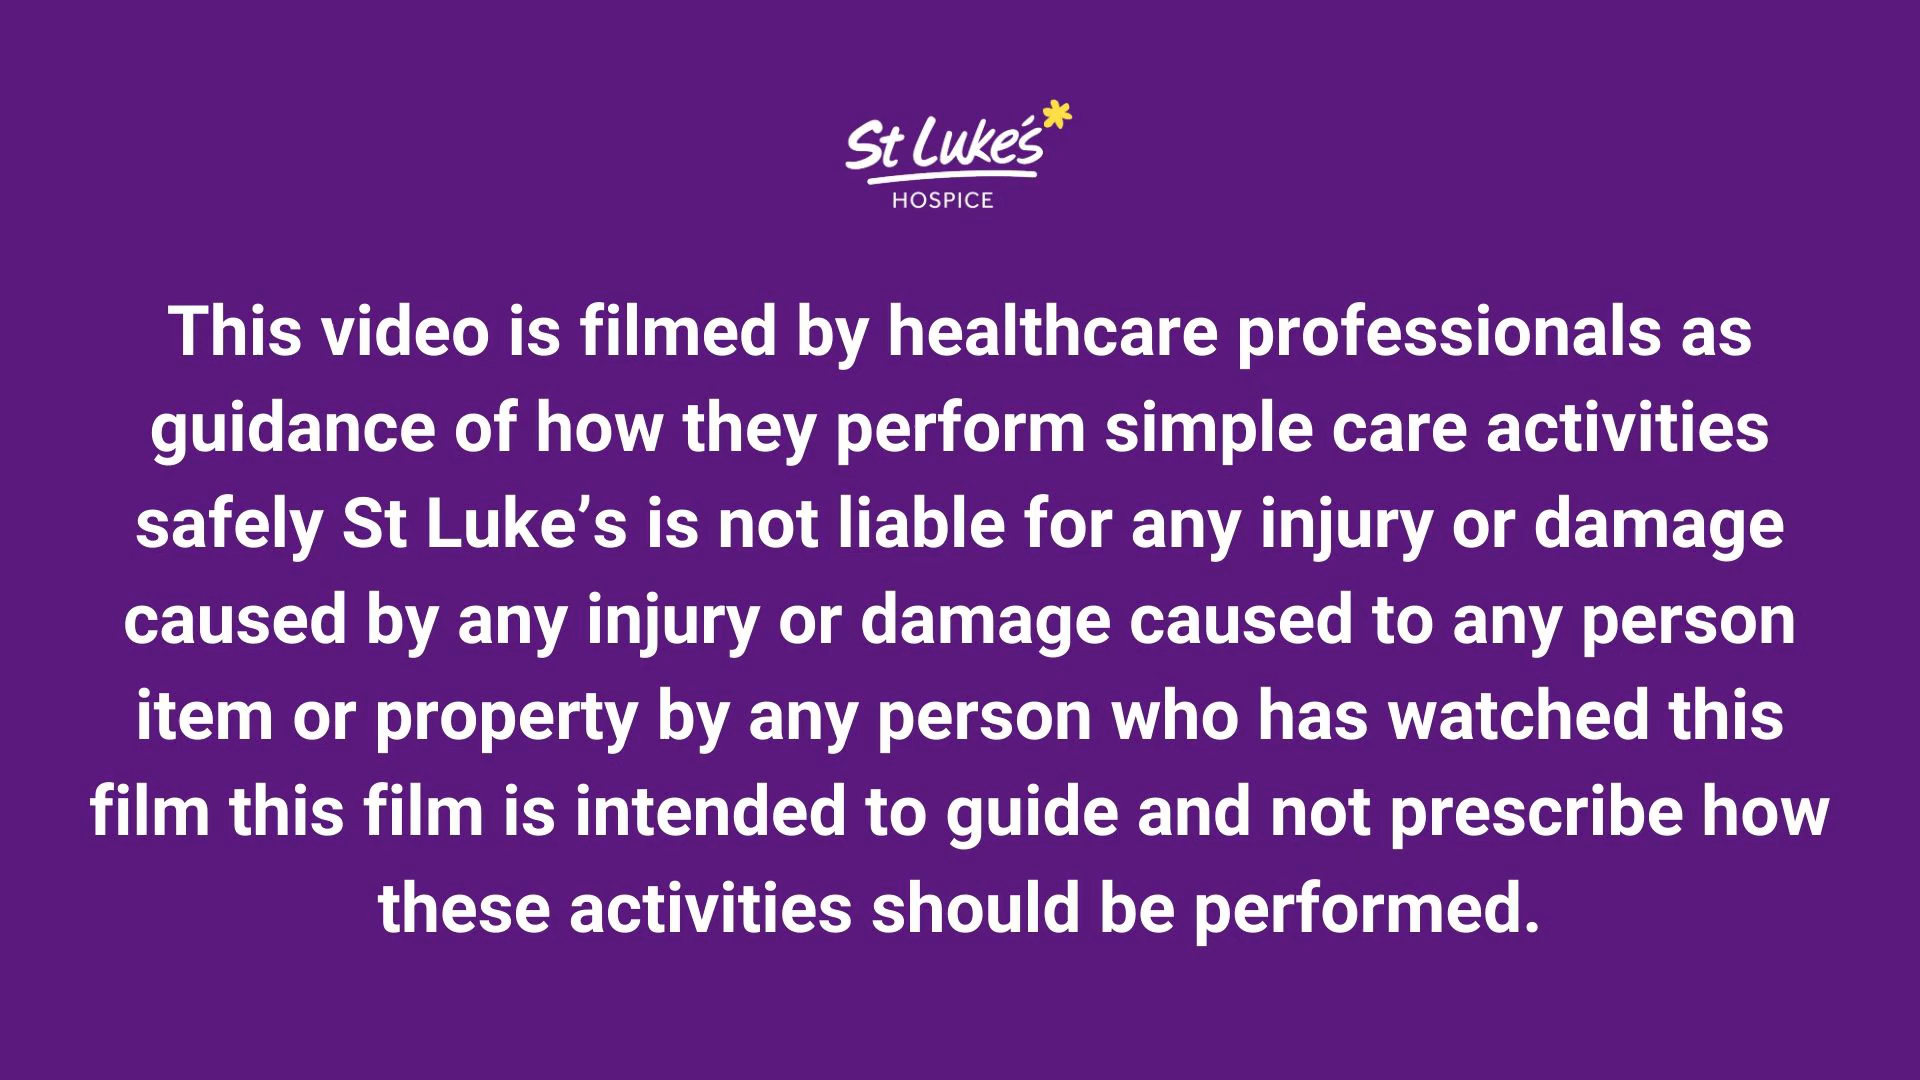 St Luke's
HOSPICE
This video is filmed by healthcare professionals as
guidance of how they perform simple care activities
safely St Luke’s is not liable for any injury or damage
caused by any injury or damage caused to any person
item or property by any person who has watched this
film this film is intended to guide and not prescribe how
these activities should be performed.